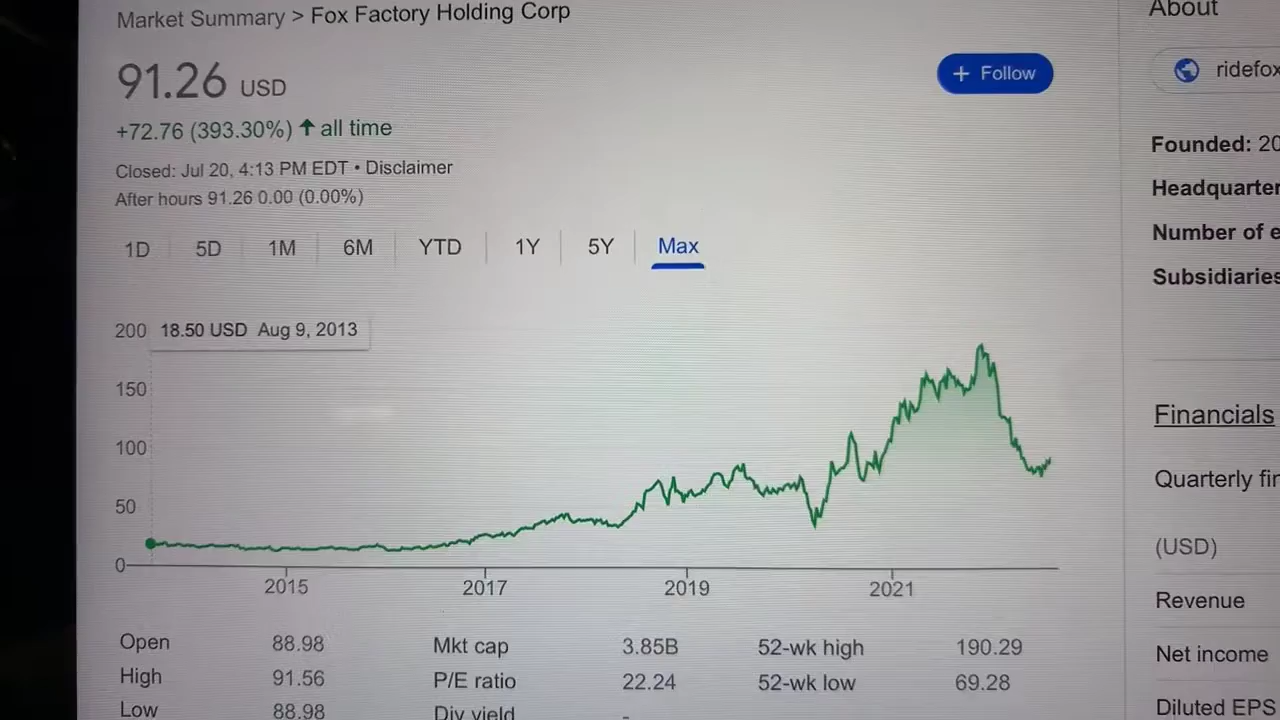 Market Summary > Fox Factory Holding Corp
91.26 USD
+ Follow
+72.76 (393.30%) ↑ all time
Closed: Jul 20, 4:13 PM EDT • Disclaimer
After hours 91.26 0.00 (0.00%)
1D 5D 1M 6M YTD 1Y 5Y Max
18.50 USD Aug 9, 2013
200
150
100
50
0
2015 2017 2019 2021
Open 88.98 Mkt cap 3.85B 52-wk high 190.29
High 91.56 P/E ratio 22.24 52-wk low 69.28
Low 88.98 Div yield -
About
ridefox
Founded: 20
Headquarter
Number of e
Subsidiaries
Financials
Quarterly fin
(USD)
Revenue
Net income
Diluted EPS